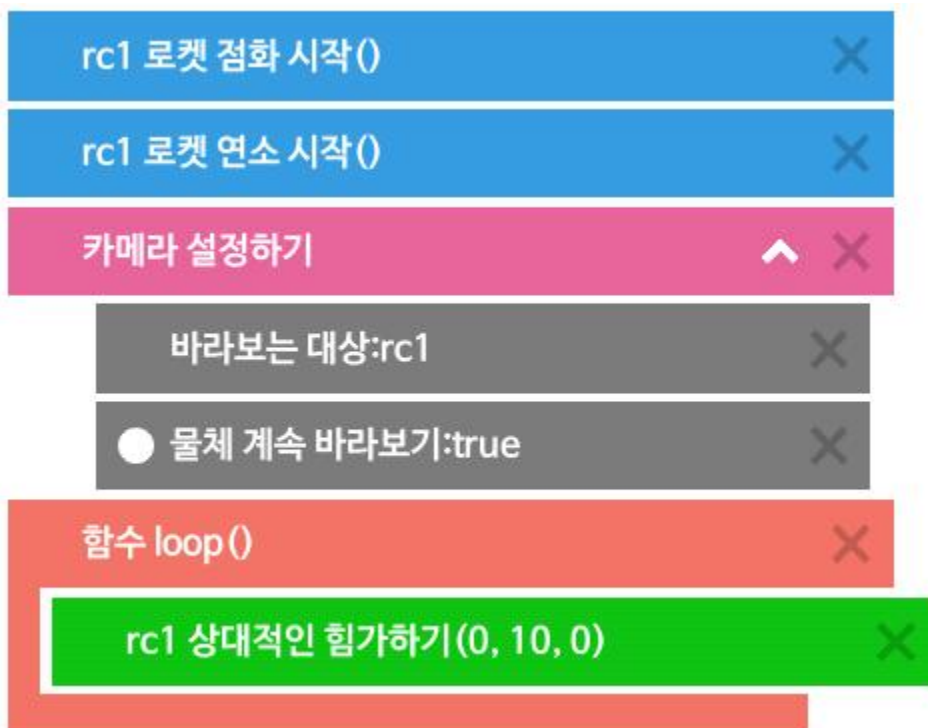 rc1 로켓 점화 시작()
rc1 로켓 연소 시작()
카메라 설정하기
바라보는 대상:rc1
물체 계속 바라보기:true
함수 loop()
rc1 상대적인 힘가하기(0, 10, 0)